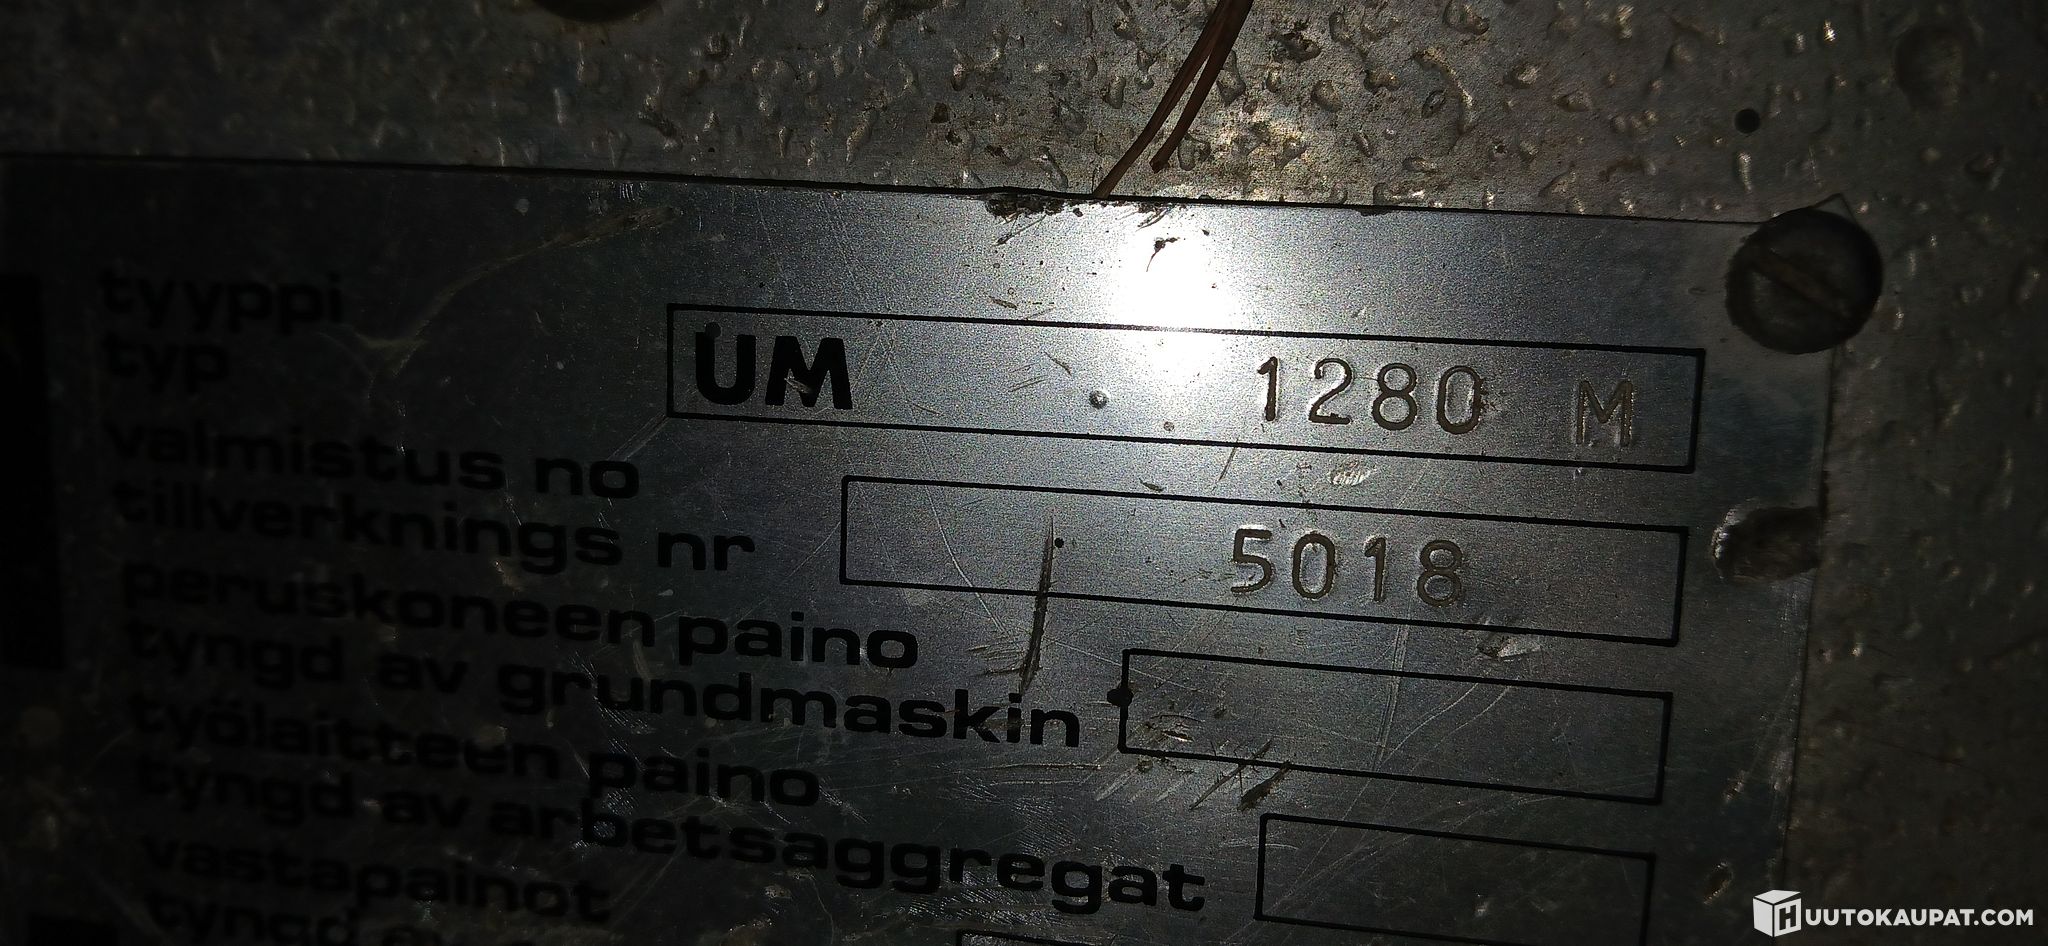 tyyppi
typ
UM 1280 M
valmistus no
tillverknings nr
5018
peruskoneen paino
tyngd av grundmaskin
työlaitteen paino
tyngd av arbetsaggregat
vastapainot
tyngd
HUUTOKAUPAT.COM